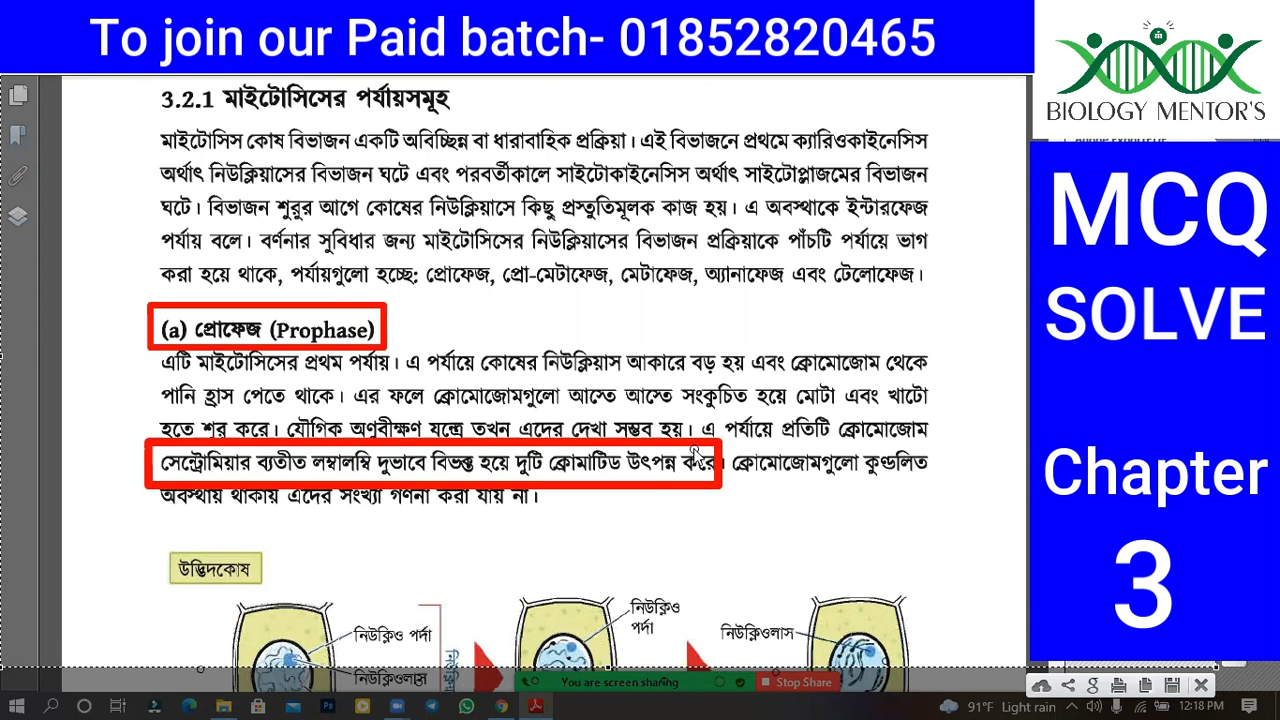 To join our Paid batch- 01852820465
BIOLOGY MENTOR'S
3.2.1 মাইটোসিসের পর্যায়সমূহ
মাইটোসিস কোষ বিভাজন একটি অবিচ্ছিন্ন বা ধারাবাহিক প্রক্রিয়া। এই বিভাজনে প্রথমে ক্যারিওকাইনেসিস
অর্থাৎ নিউক্লিয়াসের বিভাজন ঘটে এবং পরবর্তীকালে সাইটোকাইনেসিস অর্থাৎ সাইটোপ্লাজমের বিভাজন
ঘটে। বিভাজন শুরুর আগে কোষের নিউক্লিয়াসে কিছু প্রস্তুতিমূলক কাজ হয়। এ অবস্থাকে ইন্টারফেজ
পর্যায় বলে। বর্ণনার সুবিধার জন্য মাইটোসিসের নিউক্লিয়াসের বিভাজন প্রক্রিয়াকে পাঁচটি পর্যায়ে ভাগ
করা হয়ে থাকে, পর্যায়গুলো হচ্ছে: প্রোফেজ, প্রো-মেটাফেজ, মেটাফেজ, অ্যানাফেজ এবং টেলোফেজ।
(a) প্রোফেজ (Prophase)
এটি মাইটোসিসের প্রথম পর্যায়। এ পর্যায়ে কোষের নিউক্লিয়াস আকারে বড় হয় এবং ক্রোমোজোম থেকে
পানি হ্রাস পেতে থাকে। এর ফলে ক্রোমোজোমগুলো আস্তে আস্তে সংকুচিত হয়ে মোটা এবং খাটো
হতে শুরু করে। যৌগিক অণুবীক্ষণ যন্ত্রে তখন এদের দেখা সম্ভব হয়। এ পর্যায়ে প্রতিটি ক্রোমোজোম
সেন্ট্রোমিয়ার ব্যতীত লম্বালম্বি দুভাবে বিভক্ত হয়ে দুটি ক্রোমাটিড উৎপন্ন করে। ক্রোমোজোমগুলো কুণ্ডলিত
অবস্থায় থাকায় এদের সংখ্যা গণনা করা যায় না।
উদ্ভিদকোষ
নিউক্লিও পর্দা
নিউক্লিওলাস
নিউক্লিও
পর্দা
নিউক্লিওলাস
MCQ
SOLVE
Chapter
3
You are screen sharing
Stop Share
91°F Light rain
12:18 PM